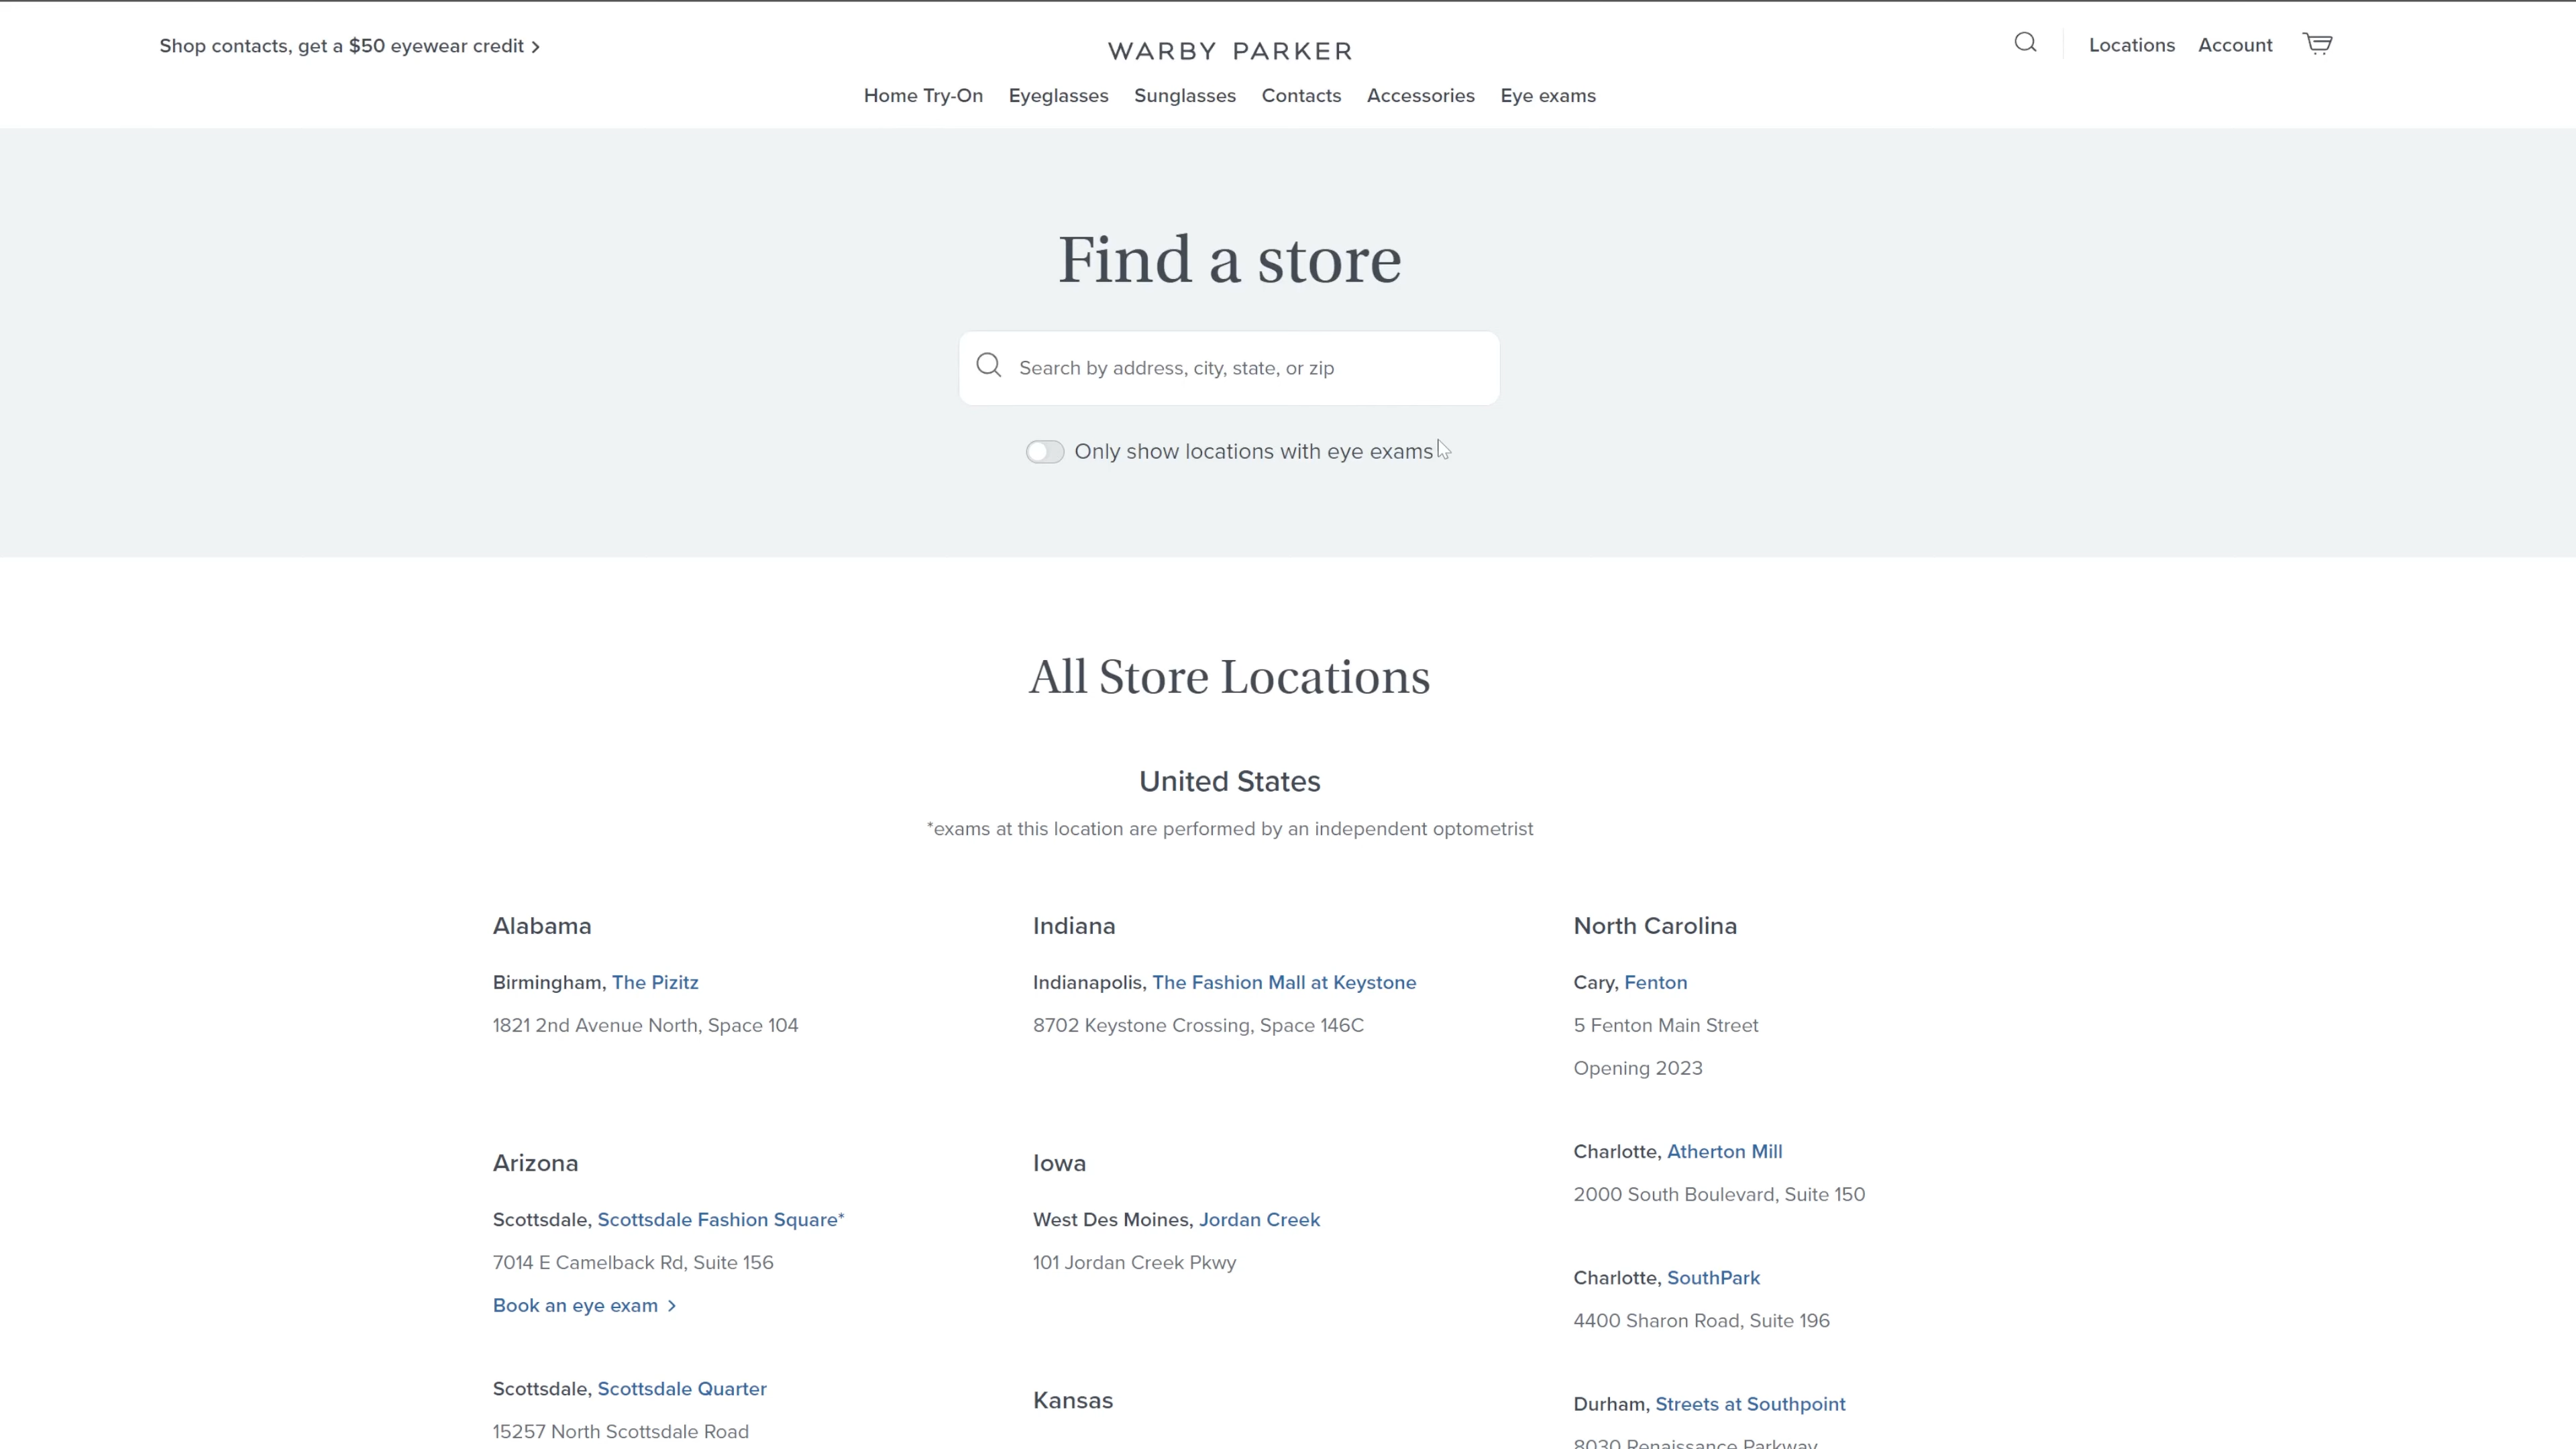 Shop contacts, get a $50 eyewear credit >
WARBY PARKER
Locations Account
Home Try-On Eyeglasses Sunglasses Contacts Accessories Eye exams
Find a store
Search by address, city, state, or zip
Only show locations with eye exams
All Store Locations
United States
*exams at this location are performed by an independent optometrist
Alabama
Birmingham, The Pizitz
1821 2nd Avenue North, Space 104
Arizona
Scottsdale, Scottsdale Fashion Square*
7014 E Camelback Rd, Suite 156
Book an eye exam >
Scottsdale, Scottsdale Quarter
15257 North Scottsdale Road
Indiana
Indianapolis, The Fashion Mall at Keystone
8702 Keystone Crossing, Space 146C
Iowa
West Des Moines, Jordan Creek
101 Jordan Creek Pkwy
Kansas
North Carolina
Cary, Fenton
5 Fenton Main Street
Opening 2023
Charlotte, Atherton Mill
2000 South Boulevard, Suite 150
Charlotte, SouthPark
4400 Sharon Road, Suite 196
Durham, Streets at Southpoint
8030 Renaissance Parkway